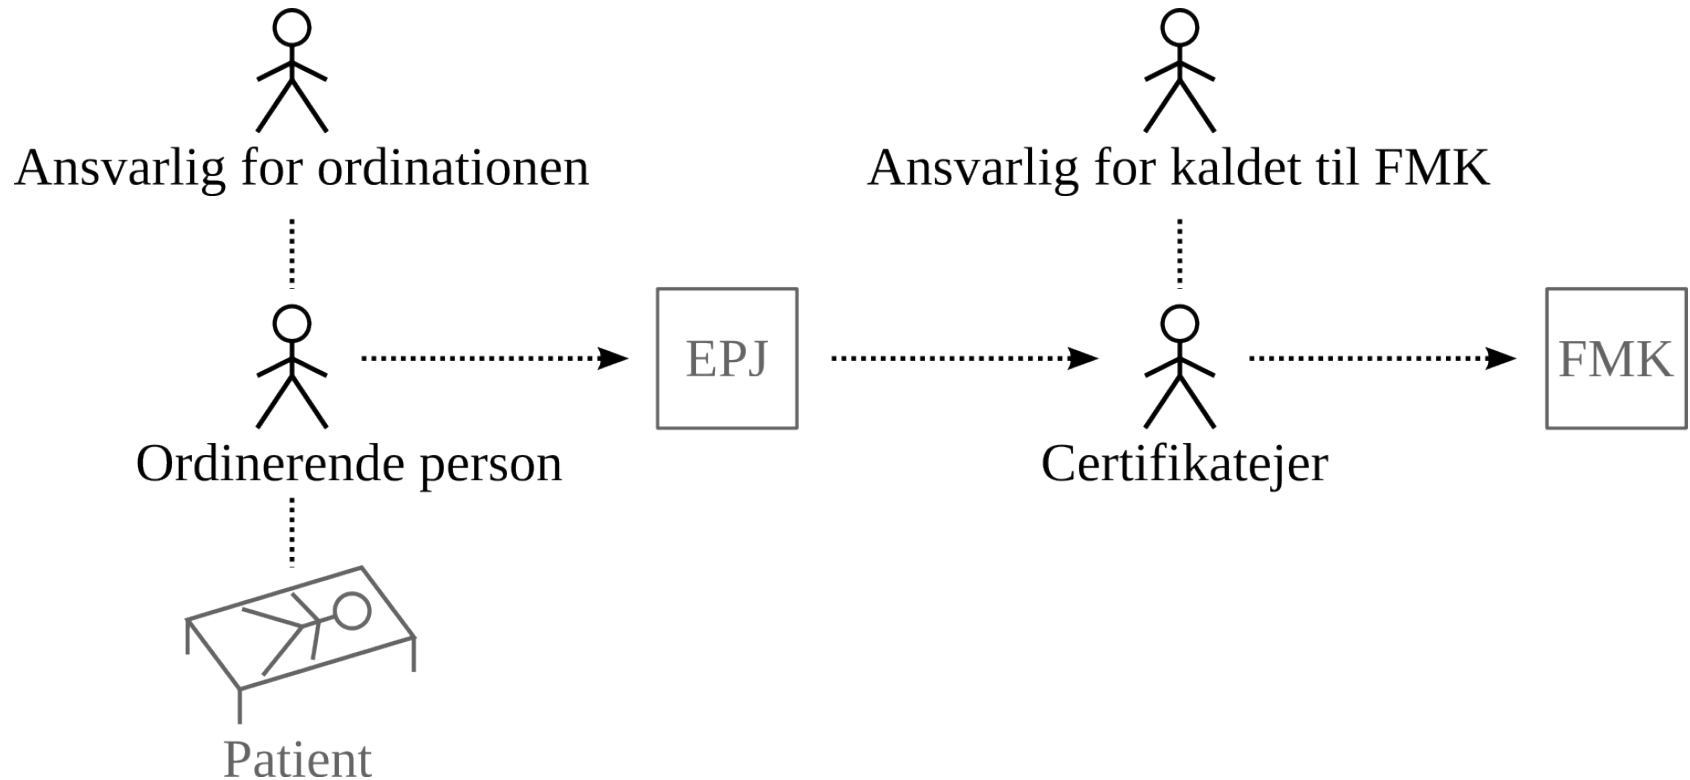 Ansvarlig for ordinationen
Ansvarlig for kaldet til FMK
EPJ
FMK
Ordinerende person
Certifikatejer
Patient